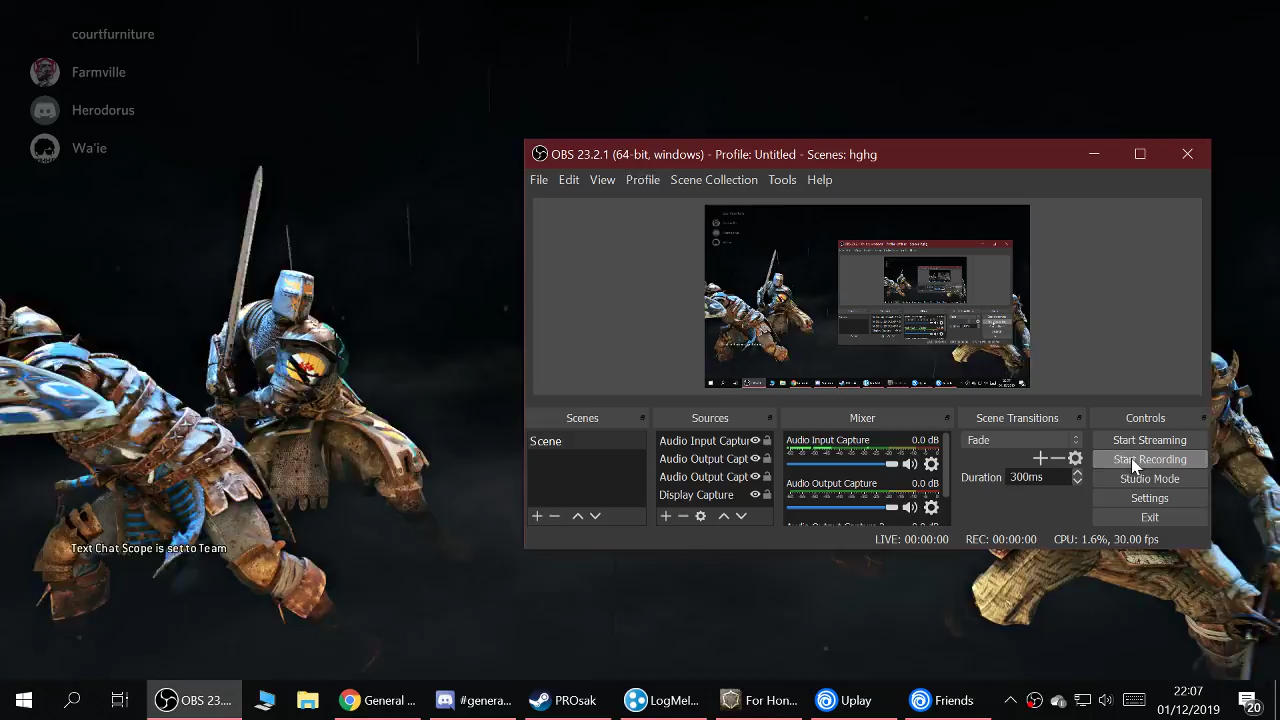 courtfurniture
Farmville
Herodorus
Wa'ie
Text Chat Scope is set to Team
OBS 23.2.1 (64-bit, windows) - Profile: Untitled - Scenes: hghg
File Edit View Profile Scene Collection Tools Help
Scenes
Scene
Sources
Audio Input Captur
Audio Output Capt
Audio Output Capt
Display Capture
Mixer
Audio Input Capture 0.0 dB
Audio Output Capture 0.0 dB
Scene Transitions
Fade
Duration 300ms
Controls
Start Streaming
Start Recording
Studio Mode
Settings
Exit
LIVE: 00:00:00 REC: 00:00:00 CPU: 1.6%, 30.00 fps
OBS 23.... General ... #genera... PROsak LogMeI... For Hon... Uplay Friends
22:07
01/12/2019
20